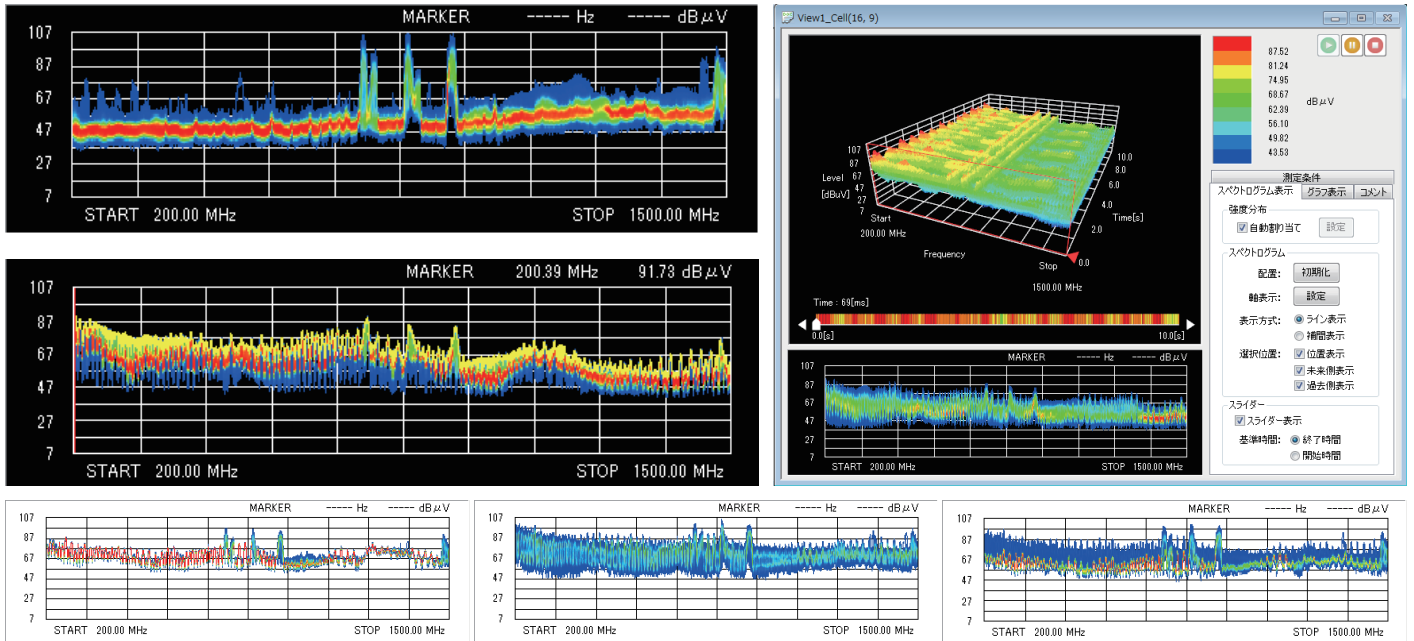 MARKER ----- Hz ----- dBμV
107
87
67
47
27
7
START 200.00 MHz STOP 1500.00 MHz
MARKER 200.39 MHz 91.73 dBμV
107
87
67
47
27
7
START 200.00 MHz STOP 1500.00 MHz
View1_Cell(16, 9)
107
87
Level 67
47
[dBuV] 27
7
Start
200.00 MHz
Frequency
Stop
1500.00 MHz
10.0
8.0
6.0
4.0
Time[s]
2.0
0.0
Time : 69[ms]
0.0[s] 10.0[s]
MARKER ----- Hz ----- dBμV
107
87
67
47
27
7
START 200.00 MHz STOP 1500.00 MHz
87.52
81.24
74.95
68.67
62.39
56.10
49.82
43.53
dBμV
測定条件
スペクトログラム表示 グラフ表示 コメント
強度分布
自動割り当て 設定
スペクトログラム
配置: 初期化
軸表示: 設定
表示方式: ライン表示
補間表示
選択位置: 位置表示
未来側表示
過去側表示
スライダー
スライダー表示
基準時間: 終了時間
開始時間
MARKER ----- Hz ----- dBμV
107
87
67
47
27
7
START 200.00 MHz STOP 1500.00 MHz
MARKER ----- Hz ----- dBμV
107
87
67
47
27
7
START 200.00 MHz STOP 1500.00 MHz
MARKER ----- Hz ----- dBμV
107
87
67
47
27
7
START 200.00 MHz STOP 1500.00 MHz